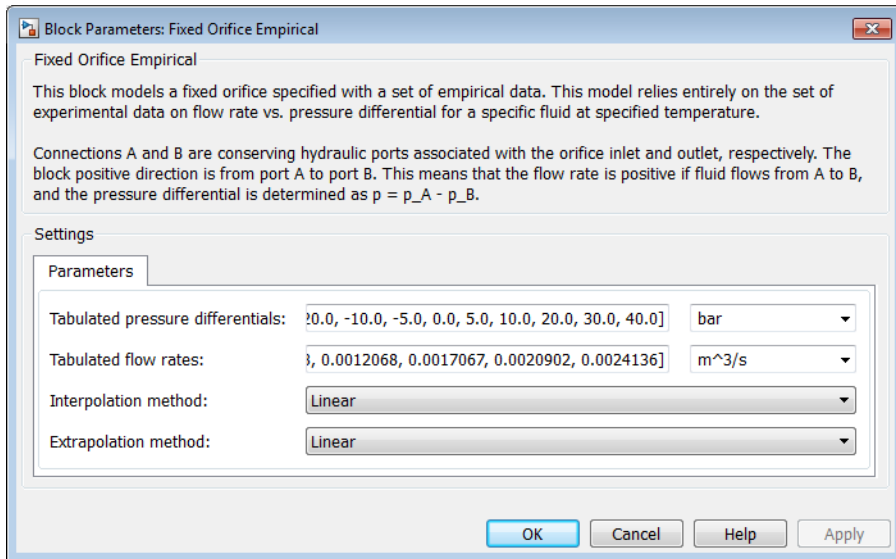 Block Parameters: Fixed Orifice Empirical
Fixed Orifice Empirical
This block models a fixed orifice specified with a set of empirical data. This model relies entirely on the set of
experimental data on flow rate vs. pressure differential for a specific fluid at specified temperature.
Connections A and B are conserving hydraulic ports associated with the orifice inlet and outlet, respectively. The
block positive direction is from port A to port B. This means that the flow rate is positive if fluid flows from A to B,
and the pressure differential is determined as p = p_A - p_B.
Settings
Parameters
Tabulated pressure differentials: 20.0, -10.0, -5.0, 0.0, 5.0, 10.0, 20.0, 30.0, 40.0] bar
Tabulated flow rates: , 0.0012068, 0.0017067, 0.0020902, 0.0024136] m^3/s
Interpolation method: Linear
Extrapolation method: Linear
OK Cancel Help Apply